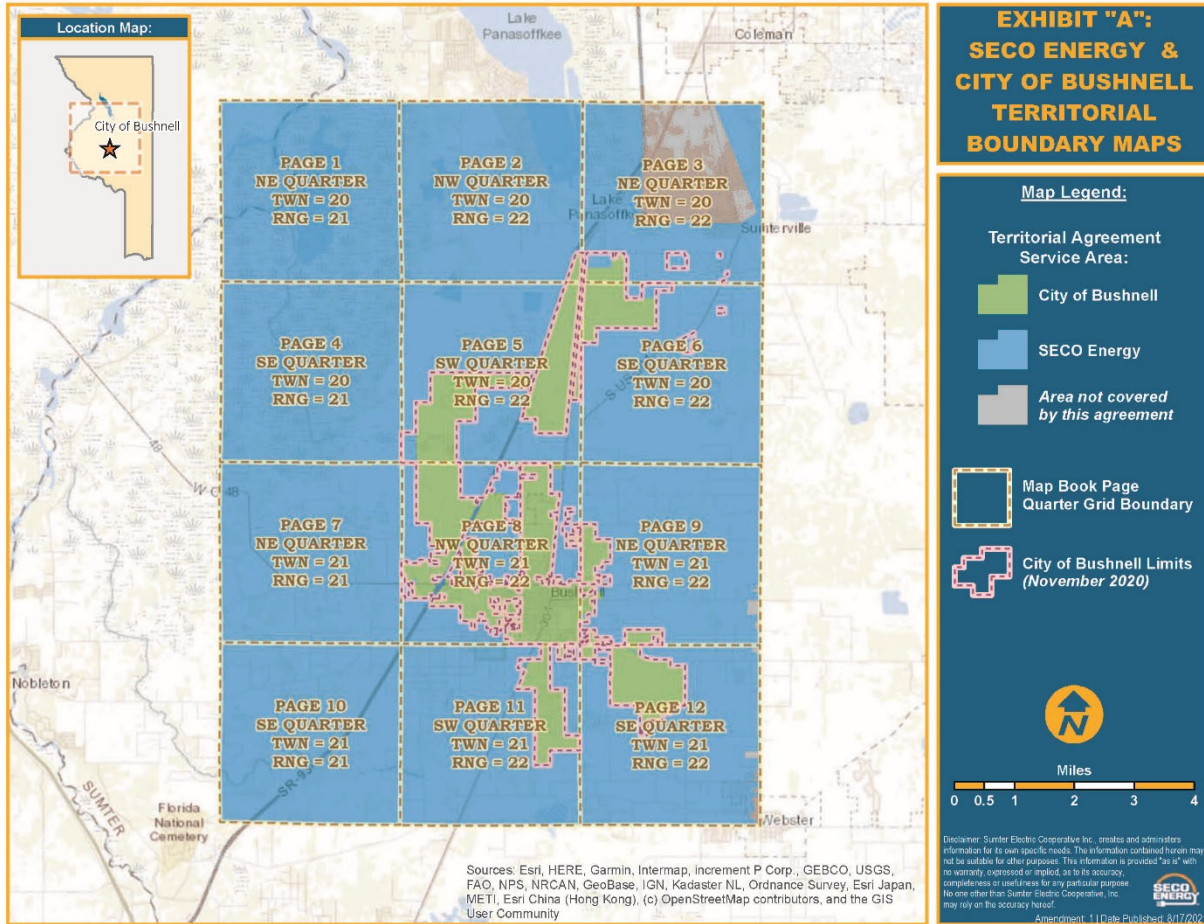 Location Map:
City of Bushnell
Lake
Panasoffkee
Coleman
PAGE 1
NE QUARTER
TWN = 20
RNG = 21
PAGE 2
NW QUARTER
TWN = 20
RNG = 22
PAGE 3
NE QUARTER
TWN = 20
RNG = 22
Lake
Sumterville
PAGE 4
SE QUARTER
TWN = 20
RNG = 21
PAGE 5
SW QUARTER
TWN = 20
RNG = 22
PAGE 6
SE QUARTER
TWN = 20
RNG = 22
48
PAGE 7
NE QUARTER
TWN = 21
RNG = 21
PAGE 8
NW QUARTER
TWN = 21
RNG = 22
PAGE 9
NE QUARTER
TWN = 21
RNG = 22
301
Nobleton
PAGE 10
SE QUARTER
TWN = 21
RNG = 21
PAGE 11
SW QUARTER
TWN = 21
RNG = 22
PAGE 12
SE QUARTER
TWN = 21
RNG = 22
SR-93
SUMTER
Florida
National
Cemetery
Webster
Sources: Esri, HERE, Garmin, Intermap, increment P Corp., GEBCO, USGS,
FAO, NPS, NRCAN, GeoBase, IGN, Kadaster NL, Ordnance Survey, Esri Japan,
METI, Esri China (Hong Kong), (c) OpenStreetMap contributors, and the GIS
User Community
EXHIBIT "A":
SECO ENERGY &
CITY OF BUSHNELL
TERRITORIAL
BOUNDARY MAPS
Map Legend:
Territorial Agreement
Service Area:
City of Bushnell
SECO Energy
Area not covered
by this agreement
Map Book Page
Quarter Grid Boundary
City of Bushnell Limits
(November 2020)
N
Miles
0 0.5 1 2 3 4
Disclaimer: Sumter Electric Cooperative Inc., creates and administers
information for its own specific needs. The information contained herein may
not be suitable for other purposes. This information is provided "as is" with
no warranty, expressed or implied, as to its accuracy,
completeness or usefulness for any particular purpose.
No one other than Sumter Electric Cooperative, Inc.
may rely on the accuracy hereof.
SECO
ENERGY
Amendment: 1 | Date Published: 8/17/202